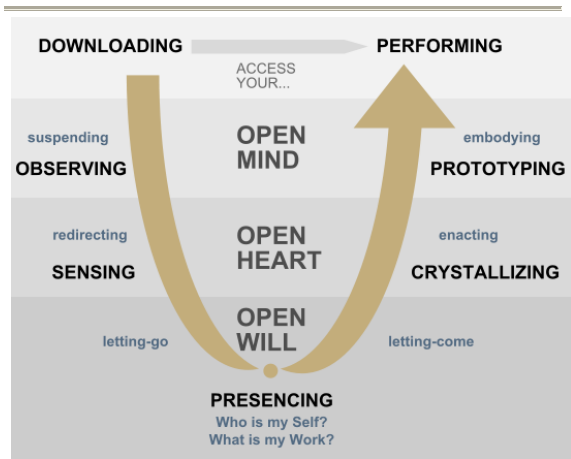 DOWNLOADING
PERFORMING
ACCESS
YOUR...
suspending
OPEN
MIND
embodying
OBSERVING
PROTOTYPING
redirecting
OPEN
HEART
enacting
SENSING
CRYSTALLIZING
OPEN
WILL
letting-go
letting-come
PRESENCING
Who is my Self?
What is my Work?